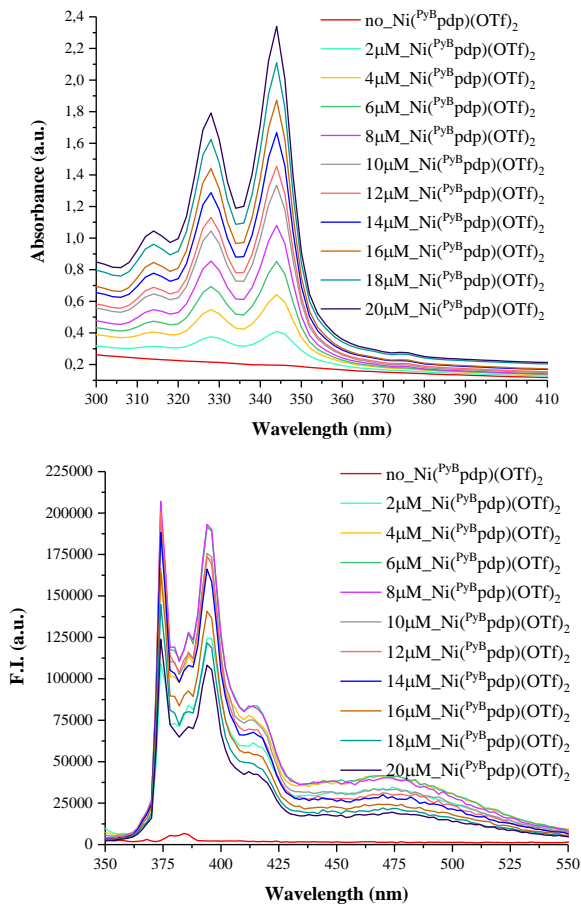 2,4
2,2
2,0
1,8
1,6
1,4
1,2
1,0
0,8
0,6
0,4
0,2
Absorbance (a.u.)
300 310 320 330 340 350 360 370 380 390 400 410
Wavelength (nm)
no_Ni(ᴾʸᴮpdp)(OTf)₂
2μM_Ni(ᴾʸᴮpdp)(OTf)₂
4μM_Ni(ᴾʸᴮpdp)(OTf)₂
6μM_Ni(ᴾʸᴮpdp)(OTf)₂
8μM_Ni(ᴾʸᴮpdp)(OTf)₂
10μM_Ni(ᴾʸᴮpdp)(OTf)₂
12μM_Ni(ᴾʸᴮpdp)(OTf)₂
14μM_Ni(ᴾʸᴮpdp)(OTf)₂
16μM_Ni(ᴾʸᴮpdp)(OTf)₂
18μM_Ni(ᴾʸᴮpdp)(OTf)₂
20μM_Ni(ᴾʸᴮpdp)(OTf)₂
225000
200000
175000
150000
125000
100000
75000
50000
25000
0
F.I. (a.u.)
350 375 400 425 450 475 500 525 550
Wavelength (nm)
no_Ni(ᴾʸᴮpdp)(OTf)₂
2μM_Ni(ᴾʸᴮpdp)(OTf)₂
4μM_Ni(ᴾʸᴮpdp)(OTf)₂
6μM_Ni(ᴾʸᴮpdp)(OTf)₂
8μM_Ni(ᴾʸᴮpdp)(OTf)₂
10μM_Ni(ᴾʸᴮpdp)(OTf)₂
12μM_Ni(ᴾʸᴮpdp)(OTf)₂
14μM_Ni(ᴾʸᴮpdp)(OTf)₂
16μM_Ni(ᴾʸᴮpdp)(OTf)₂
18μM_Ni(ᴾʸᴮpdp)(OTf)₂
20μM_Ni(ᴾʸᴮpdp)(OTf)₂